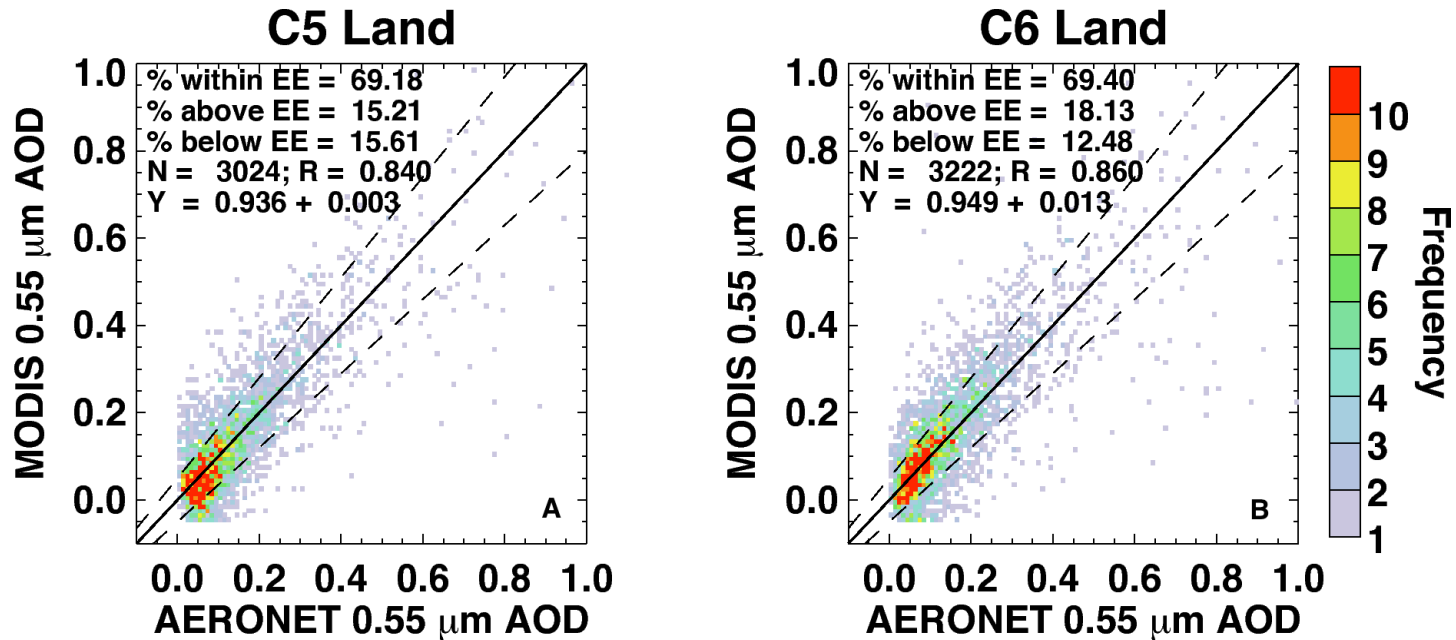 C5 Land
% within EE = 69.18
% above EE = 15.21
% below EE = 15.61
N = 3024; R = 0.840
Y = 0.936 + 0.003
1.0
0.8
0.6
0.4
0.2
0.0
MODIS 0.55 μm AOD
A
0.0 0.2 0.4 0.6 0.8 1.0
AERONET 0.55 μm AOD
C6 Land
% within EE = 69.40
% above EE = 18.13
% below EE = 12.48
N = 3222; R = 0.860
Y = 0.949 + 0.013
1.0
0.8
0.6
0.4
0.2
0.0
MODIS 0.55 μm AOD
B
0.0 0.2 0.4 0.6 0.8 1.0
AERONET 0.55 μm AOD
10
9
8
7
6
5
4
3
2
1
Frequency